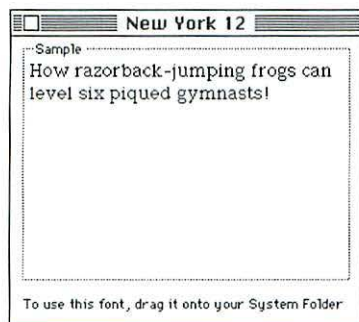 New York 12
Sample
How razorback-jumping frogs can
level six piqued gymnasts!
To use this font, drag it onto your System Folder